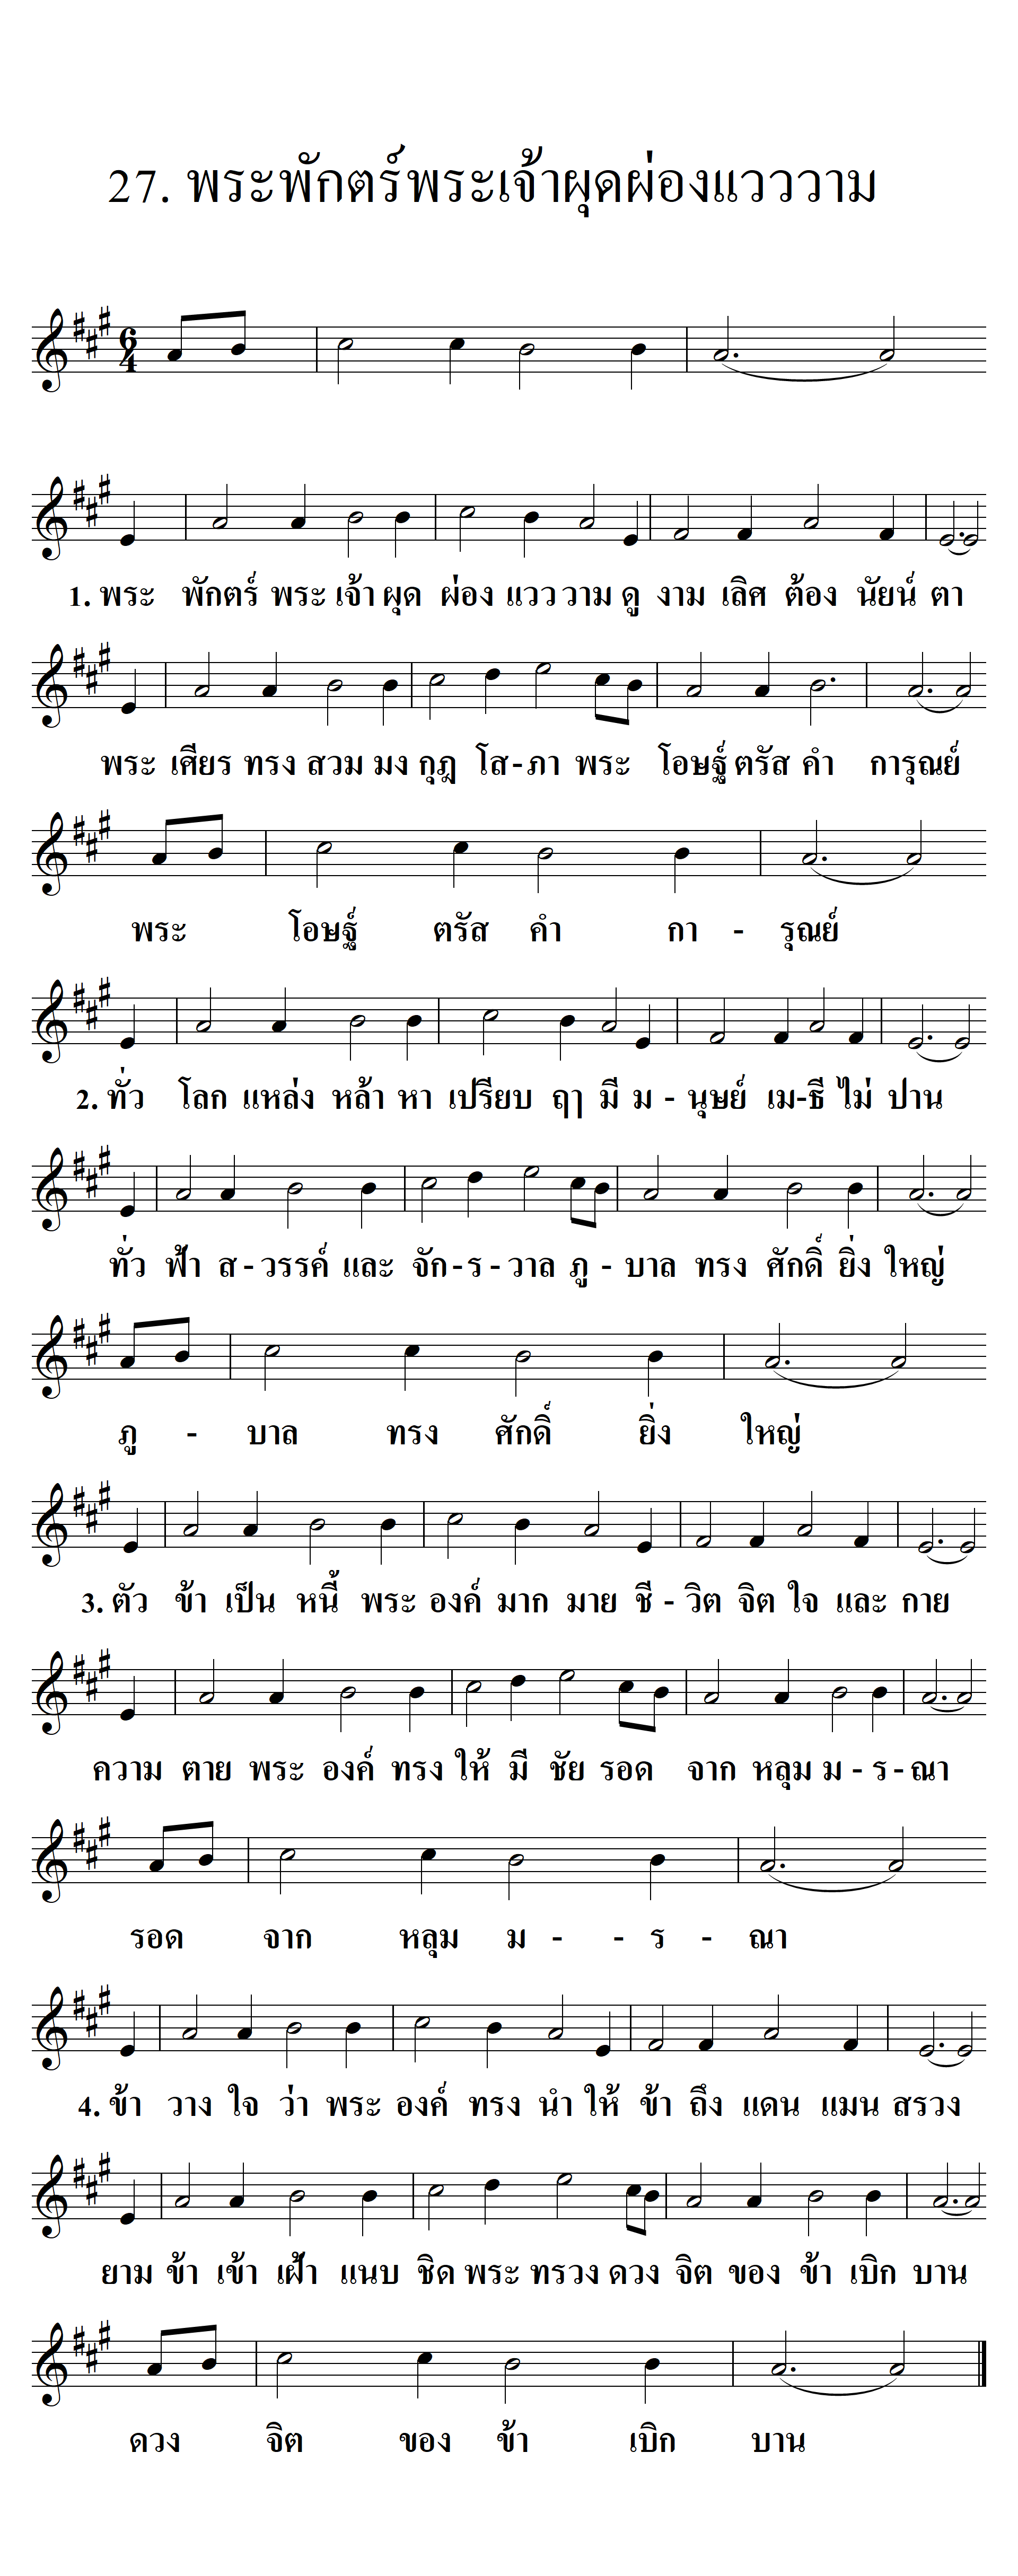 27. พระพักตร์พระเจ้าผุดผ่องแวววาม
6
4
1. พระ พักตร์ พระ เจ้า ผุด ผ่อง แวว วาม ดู งาม เลิศ ต้อง นัยน์ ตา
พระ เศียร ทรง สวม มง กุฎ โส - ภา พระ โอษฐ์ ตรัส คำ การุณย์
พระ โอษฐ์ ตรัส คำ กา - รุณย์
2. ทั่ว โลก แหล่ง หล้า หา เปรียบ ฤๅ มี ม - นุษย์ เม-ธี ไม่ ปาน
ทั่ว ฟ้า ส - วรรค์ และ จัก - ร - วาล ภู - บาล ทรง ศักดิ์ ยิ่ง ใหญ่
ภู - บาล ทรง ศักดิ์ ยิ่ง ใหญ่
3. ตัว ข้า เป็น หนี้ พระ องค์ มาก มาย ชี - วิต จิต ใจ และ กาย
ความ ตาย พระ องค์ ทรง ให้ มี ชัย รอด จาก หลุม ม - ร - ณา
รอด จาก หลุม ม - - ร - ณา
4. ข้า วาง ใจ ว่า พระ องค์ ทรง นำ ให้ ข้า ถึง แดน แมน สรวง
ยาม ข้า เข้า เฝ้า แนบ ชิด พระ ทรวง ดวง จิต ของ ข้า เบิก บาน
ดวง จิต ของ ข้า เบิก บาน